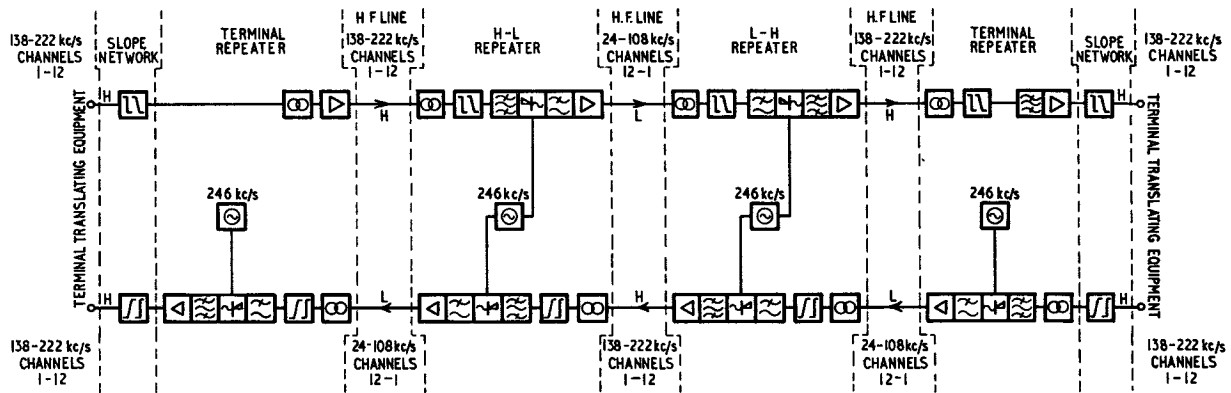 138-222 kc/s
CHANNELS
1-12
SLOPE
NETWORK
TERMINAL
REPEATER
H F LINE
138-222 kc/s
CHANNELS
1-12
H-L
REPEATER
H.F. LINE
24-108 kc/s
CHANNELS
12-1
L-H
REPEATER
H.F LINE
138-222 kc/s
CHANNELS
1-12
TERMINAL
REPEATER
SLOPE
NETWORK
138-222 kc/s
CHANNELS
1-12
H
H
L
H
H
TERMINAL TRANSLATING EQUIPMENT
246 kc/s
246 kc/s
246 kc/s
246 kc/s
TERMINAL TRANSLATING EQUIPMENT
H
L
H
L
H
138-222 kc/s
CHANNELS
1-12
24-108 kc/s
CHANNELS
12-1
138-222 kc/s
CHANNELS
1-12
24-108 kc/s
CHANNELS
12-1
138-222 kc/s
CHANNELS
1-12